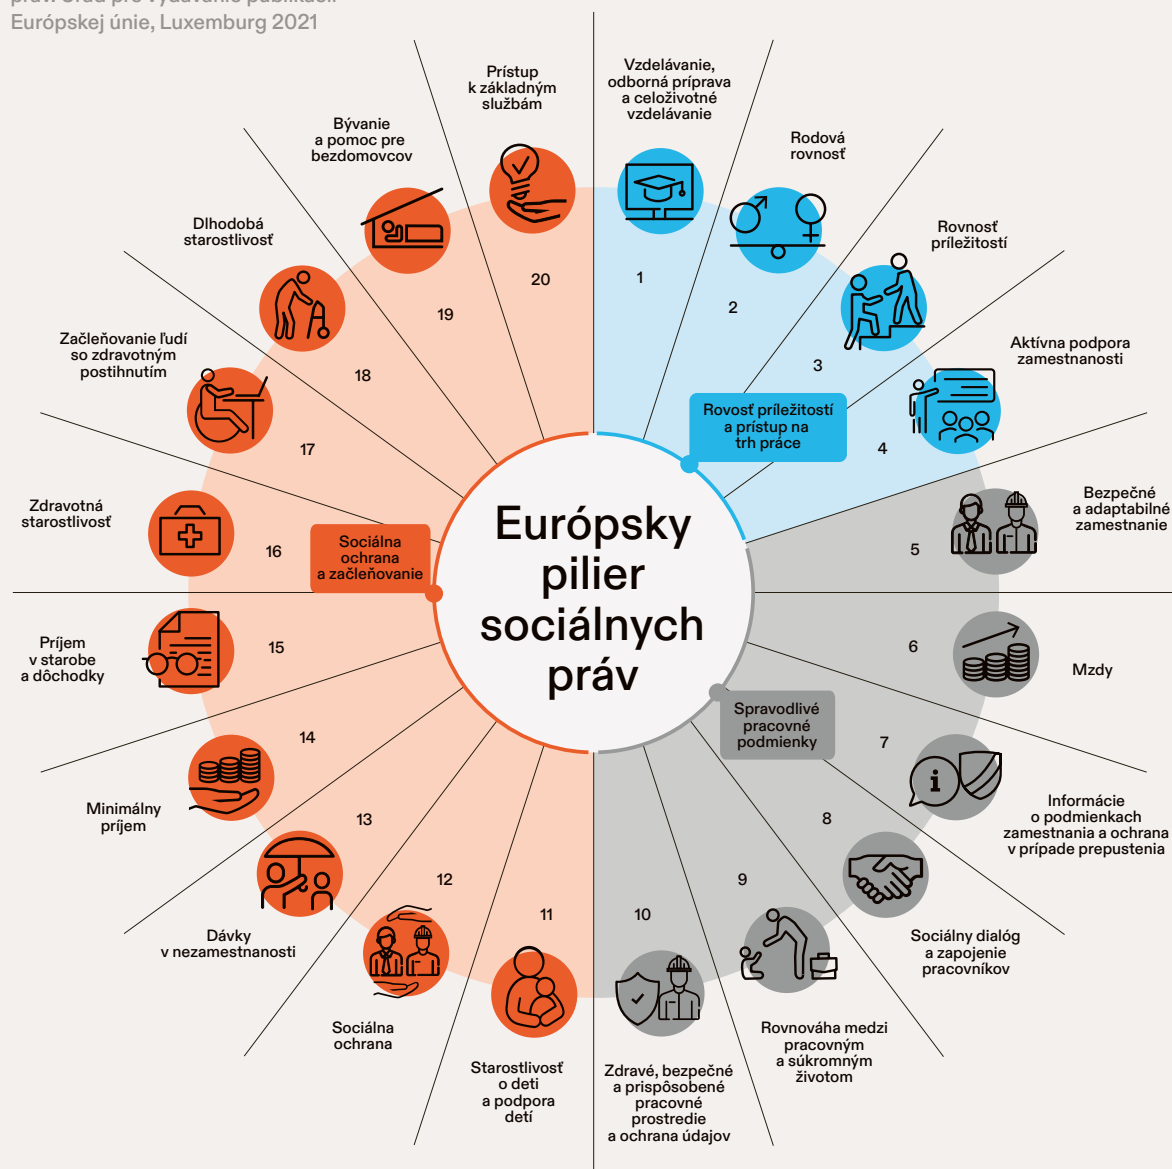 práv. Úrad pre vydávanie publikácií
Európskej únie, Luxemburg 2021
Európsky
pilier
sociálnych
práv
Rovosť príležitostí
a prístup na
trh práce
Vzdelávanie,
odborná príprava
a celoživotné
vzdelávanie
1
Rodová
rovnosť
2
Rovnosť
príležitostí
3
Aktívna podpora
zamestnanosti
4
Spravodlivé
pracovné
podmienky
Bezpečné
a adaptabilné
zamestnanie
5
Mzdy
6
Informácie
o podmienkach
zamestnania a ochrana
v prípade prepustenia
7
i
Sociálny dialóg
a zapojenie
pracovníkov
8
Rovnováha medzi
pracovným
a súkromným
životom
9
Zdravé, bezpečné
a prispôsobené
pracovné
prostredie
a ochrana údajov
10
Sociálna
ochrana
a začleňovanie
Starostlivosť
o deti
a podpora
detí
11
Sociálna
ochrana
12
Dávky
v nezamestnanosti
13
Minimálny
príjem
14
Príjem
v starobe
a dôchodky
15
Zdravotná
starostlivosť
16
Začleňovanie ľudí
so zdravotným
postihnutím
17
Dlhodobá
starostlivosť
18
Bývanie
a pomoc pre
bezdomovcov
19
Prístup
k základným
službám
20